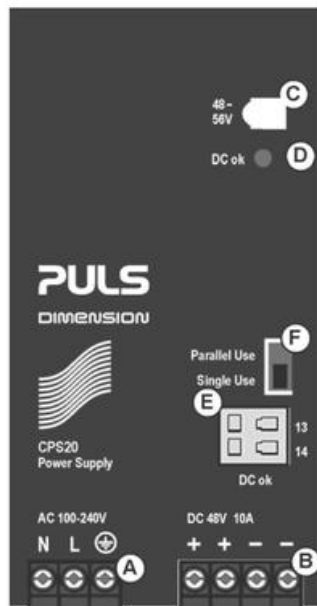 C
48-
56V
DC ok
D
PULS
DIMENSION
F
Parallel Use
Single Use
E
13
14
CPS20
Power Supply
DC ok
AC 100-240V
DC 48V 10A
N L
+ + − −
A
B